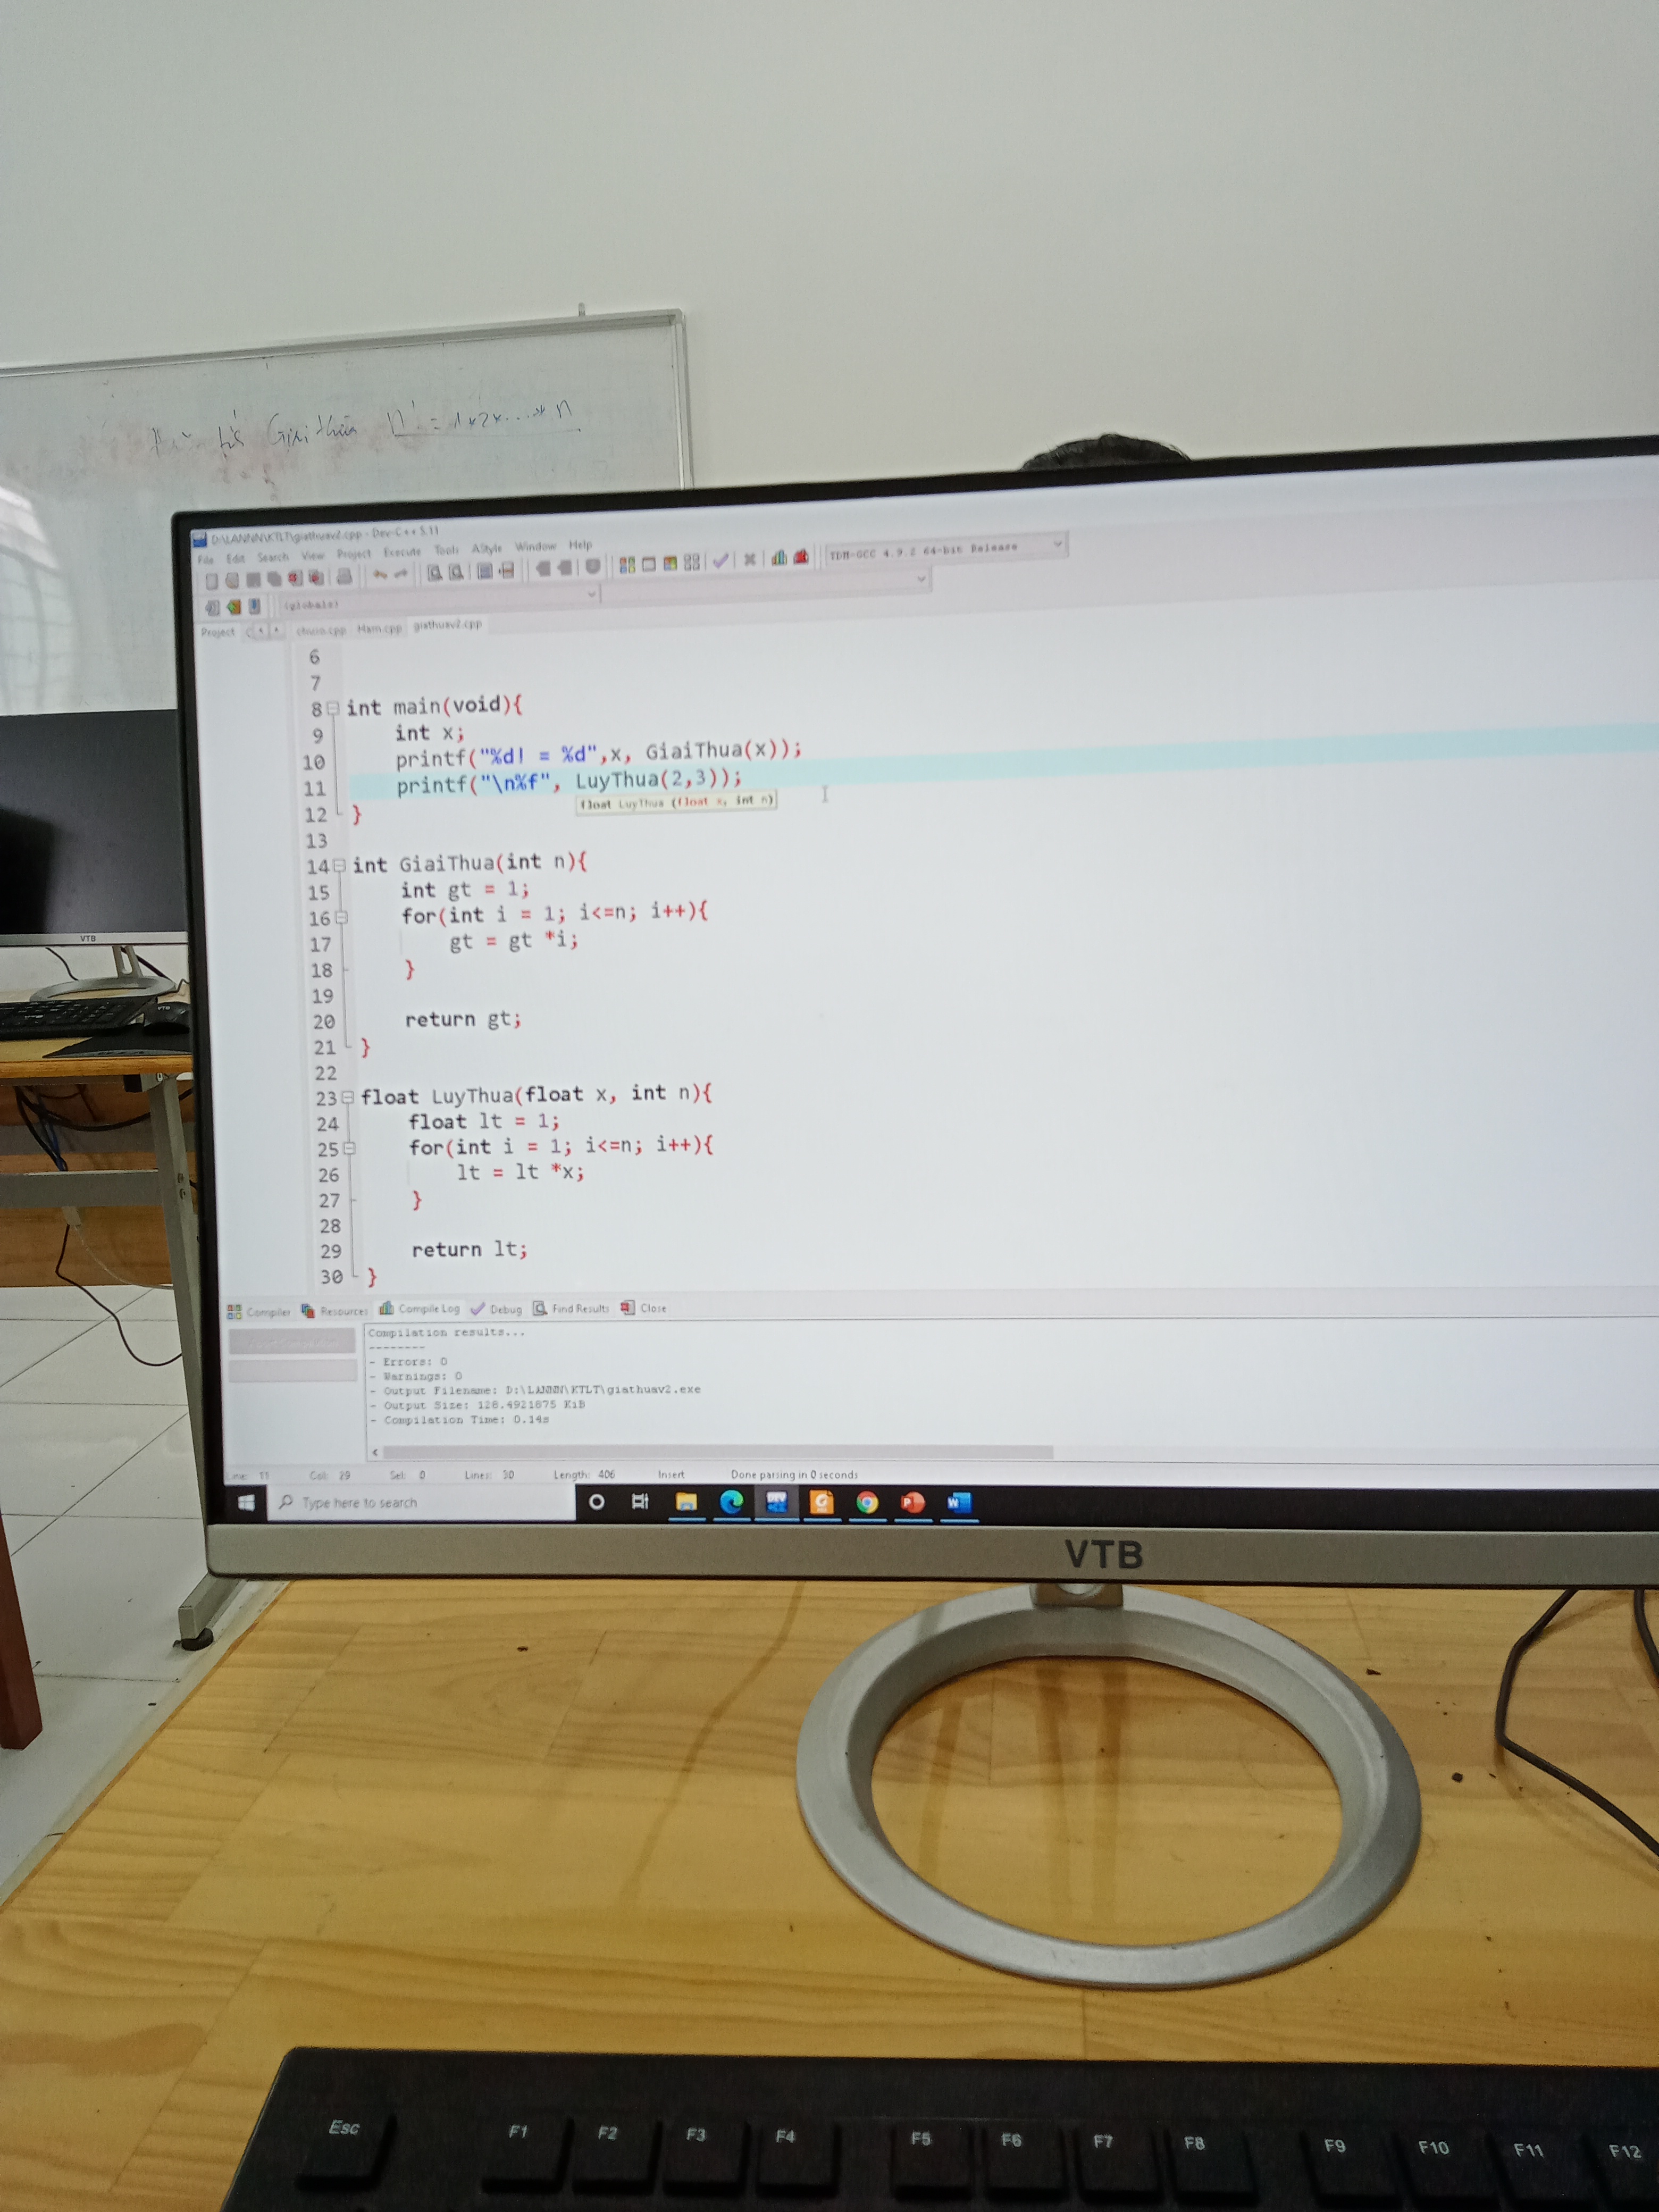 Giai thừa n! = 1*2*...* n
D:\LANNN\KTLT\giathuav2.cpp - Dev-C++ 5.11
File Edit Search View Project Execute Tools AStyle Window Help
TDM-GCC 4.9.2 64-bit Release
(globals)
Project
Ham.cpp giathuav2.cpp
6
7
8 int main(void){
9 int x;
10 printf("%d! = %d",x, GiaiThua(x));
11 printf("\n%f", LuyThua(2,3));
float LuyThua (float x, int n)
12 }
13
14 int GiaiThua(int n){
15 int gt = 1;
16 for(int i = 1; i<=n; i++){
17 gt = gt *i;
18 }
19
20 return gt;
21 }
22
23 float LuyThua(float x, int n){
24 float lt = 1;
25 for(int i = 1; i<=n; i++){
26 lt = lt *x;
27 }
28
29 return lt;
30 }
Compiler Resources Compile Log Debug Find Results Close
Compilation results...
--------
- Errors: 0
- Warnings: 0
- Output Filename: D:\LANNN\KTLT\giathuav2.exe
- Output Size: 128.4921875 KiB
- Compilation Time: 0.14s
Line: 11 Col: 29 Sel: 0 Lines: 30 Length: 406 Insert Done parsing in 0 seconds
Type here to search
VTB
VTB
Esc F1 F2 F3 F4 F5 F6 F7 F8 F9 F10 F11 F12